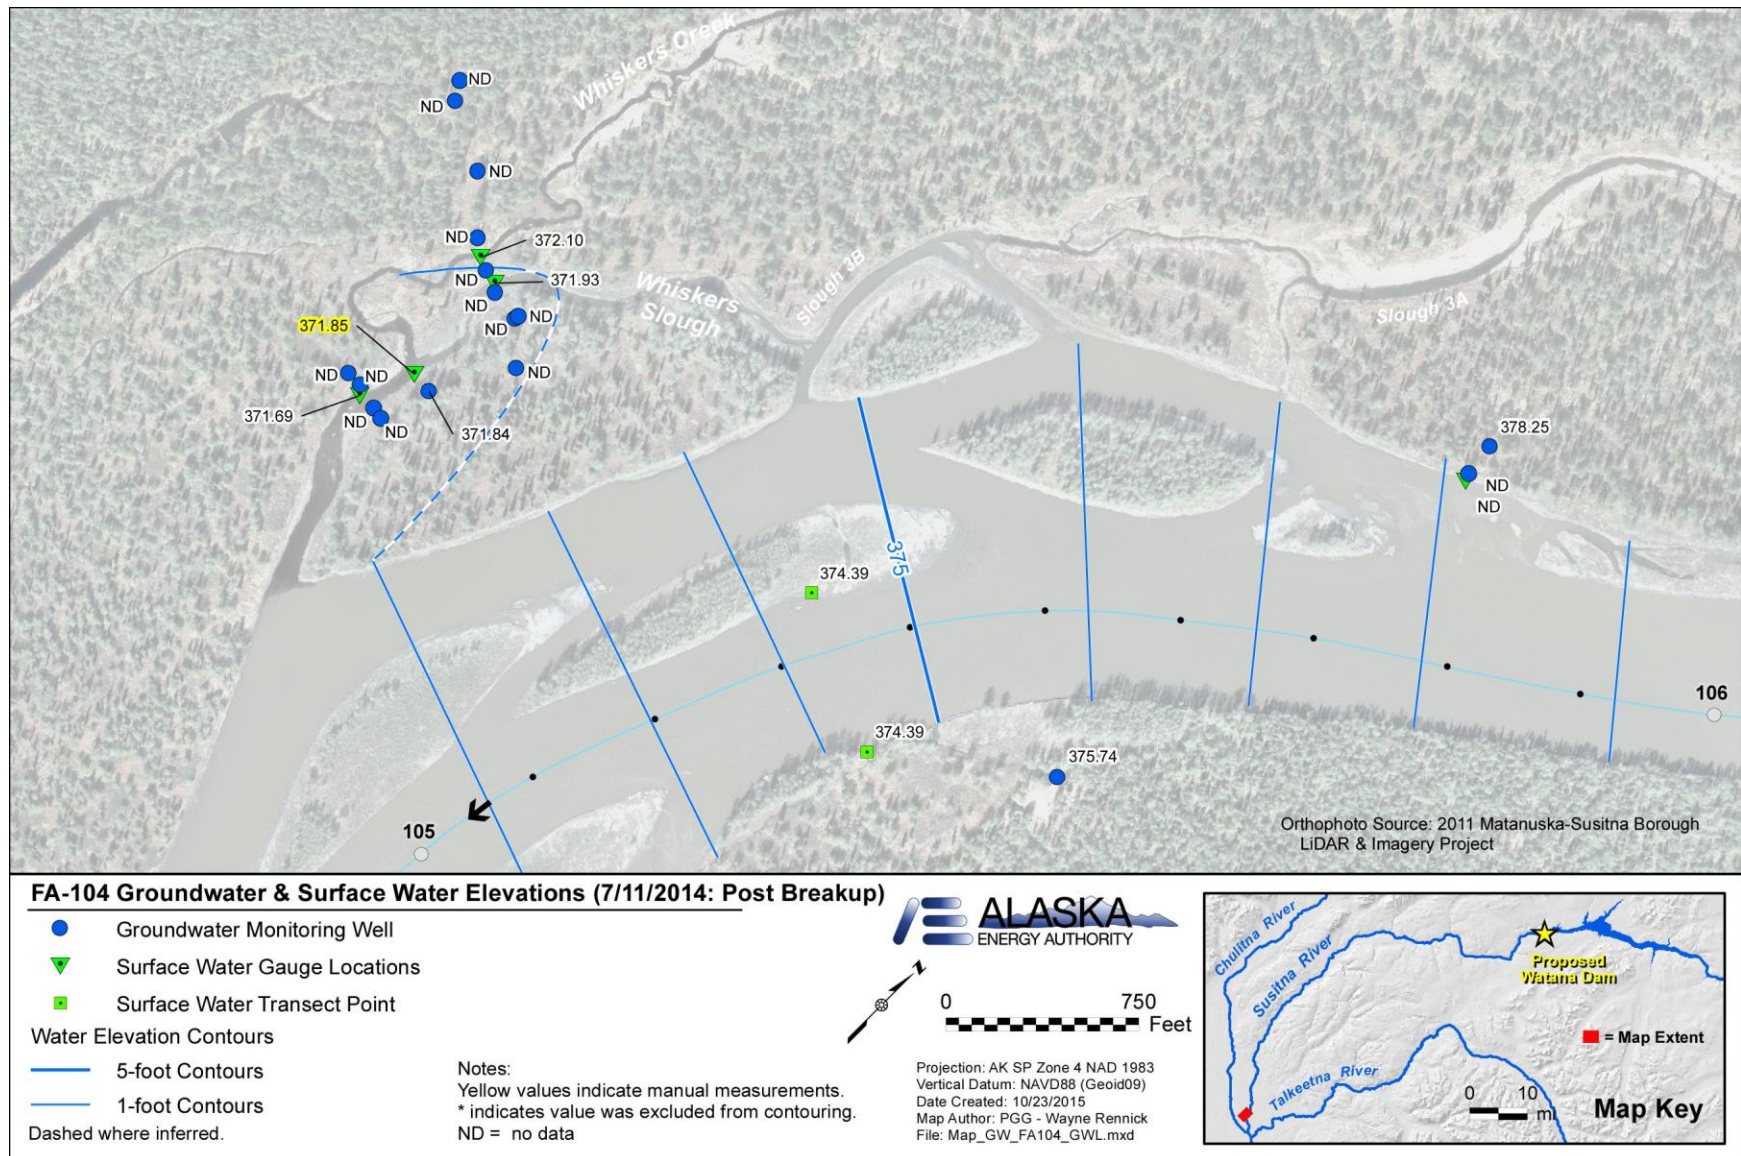 Whiskers Creek
ND
ND
ND
ND
372.10
ND
371.93
ND
ND
ND
371.85
Whiskers
Slough
Slough 3B
Slough 3A
ND
ND
ND
371.69
ND
ND
371.84
378.25
ND
ND
375
374.39
374.39
375.74
106
105
Orthophoto Source: 2011 Matanuska-Susitna Borough
LiDAR & Imagery Project
FA-104 Groundwater & Surface Water Elevations (7/11/2014: Post Breakup)
Groundwater Monitoring Well
Surface Water Gauge Locations
Surface Water Transect Point
Water Elevation Contours
5-foot Contours
1-foot Contours
Dashed where inferred.
Notes:
Yellow values indicate manual measurements.
* indicates value was excluded from contouring.
ND = no data
ALASKA
ENERGY AUTHORITY
N
0 750
Feet
Projection: AK SP Zone 4 NAD 1983
Vertical Datum: NAVD88 (Geoid09)
Date Created: 10/23/2015
Map Author: PGG - Wayne Rennick
File: Map_GW_FA104_GWL.mxd
Chulitna River
Susitna River
Proposed
Watana Dam
= Map Extent
Talkeetna River
0 10
mi
Map Key